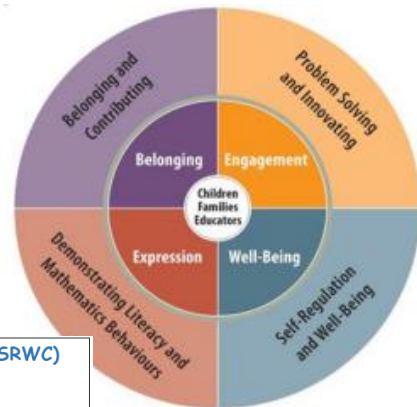 Belonging and
Contributing
Problem Solving
and Innovating
Belonging
Engagement
Children
Families
Educators
Expression
Well-Being
Demonstrating Literacy and
Mathematics Behaviours
Self-Regulation
and Well-Being
SRWC)